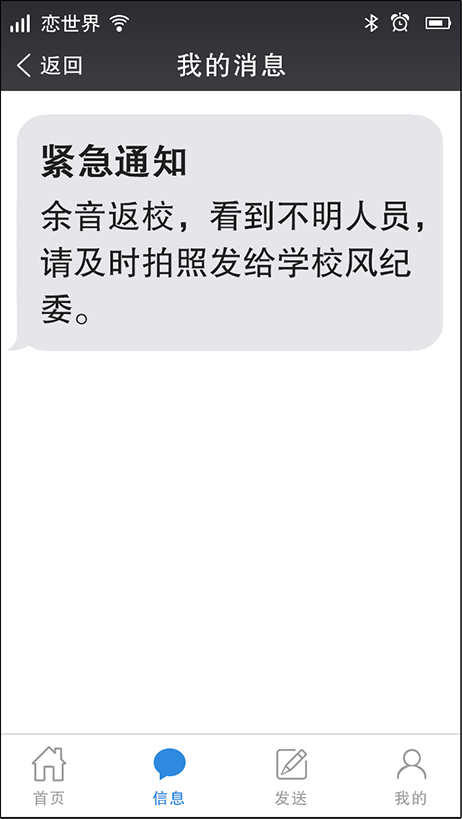 恋世界
返回
我的消息
紧急通知
余音返校，看到不明人员，
请及时拍照发给学校风纪
委。
首页
信息
发送
我的